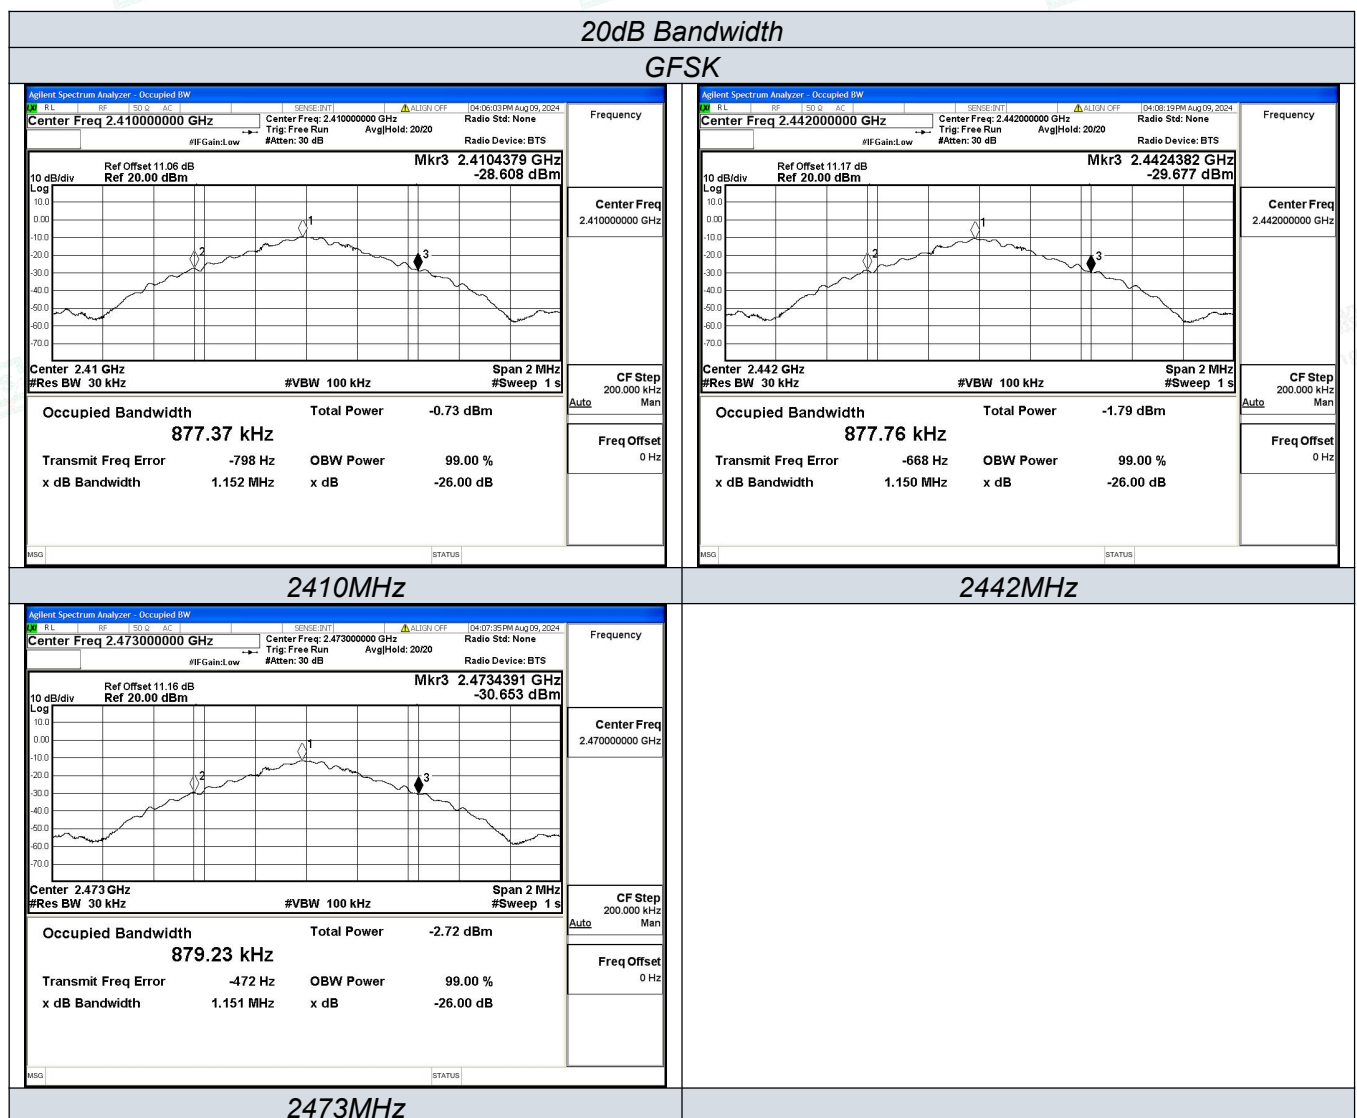 20dB Bandwidth
GFSK
Agilent Spectrum Analyzer - Occupied BW
LXI RL RF 50 Ω AC SENSE:INT ALIGN OFF 04:06:03 PM Aug 09, 2024
Center Freq 2.410000000 GHz
Center Freq: 2.410000000 GHz
Radio Std: None
Trig: Free Run Avg|Hold: 20/20
#IFGain:Low #Atten: 30 dB Radio Device: BTS
Frequency
Ref Offset 11.06 dB
Mkr3 2.4104379 GHz
10 dB/div Ref 20.00 dBm -28.608 dBm
Log
10.0
0.00
-10.0
-20.0
-30.0
-40.0
-50.0
-60.0
-70.0
1
2
3
Center Freq
2.410000000 GHz
Center 2.41 GHz Span 2 MHz
#Res BW 30 kHz #VBW 100 kHz #Sweep 1 s
CF Step
200.000 kHz
Auto Man
Occupied Bandwidth Total Power -0.73 dBm
877.37 kHz
Freq Offset
0 Hz
Transmit Freq Error -798 Hz OBW Power 99.00 %
x dB Bandwidth 1.152 MHz x dB -26.00 dB
MSG STATUS
2410MHz
Agilent Spectrum Analyzer - Occupied BW
LXI RL RF 50 Ω AC SENSE:INT ALIGN OFF 04:08:19 PM Aug 09, 2024
Center Freq 2.442000000 GHz
Center Freq: 2.442000000 GHz
Radio Std: None
Trig: Free Run Avg|Hold: 20/20
#IFGain:Low #Atten: 30 dB Radio Device: BTS
Frequency
Ref Offset 11.17 dB
Mkr3 2.4424382 GHz
10 dB/div Ref 20.00 dBm -29.677 dBm
Log
10.0
0.00
-10.0
-20.0
-30.0
-40.0
-50.0
-60.0
-70.0
1
2
3
Center Freq
2.442000000 GHz
Center 2.442 GHz Span 2 MHz
#Res BW 30 kHz #VBW 100 kHz #Sweep 1 s
CF Step
200.000 kHz
Auto Man
Occupied Bandwidth Total Power -1.79 dBm
877.76 kHz
Freq Offset
0 Hz
Transmit Freq Error -668 Hz OBW Power 99.00 %
x dB Bandwidth 1.150 MHz x dB -26.00 dB
MSG STATUS
2442MHz
Agilent Spectrum Analyzer - Occupied BW
LXI RL RF 50 Ω AC SENSE:INT ALIGN OFF 04:07:35 PM Aug 09, 2024
Center Freq 2.473000000 GHz
Center Freq: 2.473000000 GHz
Radio Std: None
Trig: Free Run Avg|Hold: 20/20
#IFGain:Low #Atten: 30 dB Radio Device: BTS
Frequency
Ref Offset 11.16 dB
Mkr3 2.4734391 GHz
10 dB/div Ref 20.00 dBm -30.653 dBm
Log
10.0
0.00
-10.0
-20.0
-30.0
-40.0
-50.0
-60.0
-70.0
1
2
3
Center Freq
2.470000000 GHz
Center 2.473 GHz Span 2 MHz
#Res BW 30 kHz #VBW 100 kHz #Sweep 1 s
CF Step
200.000 kHz
Auto Man
Occupied Bandwidth Total Power -2.72 dBm
879.23 kHz
Freq Offset
0 Hz
Transmit Freq Error -472 Hz OBW Power 99.00 %
x dB Bandwidth 1.151 MHz x dB -26.00 dB
MSG STATUS
2473MHz